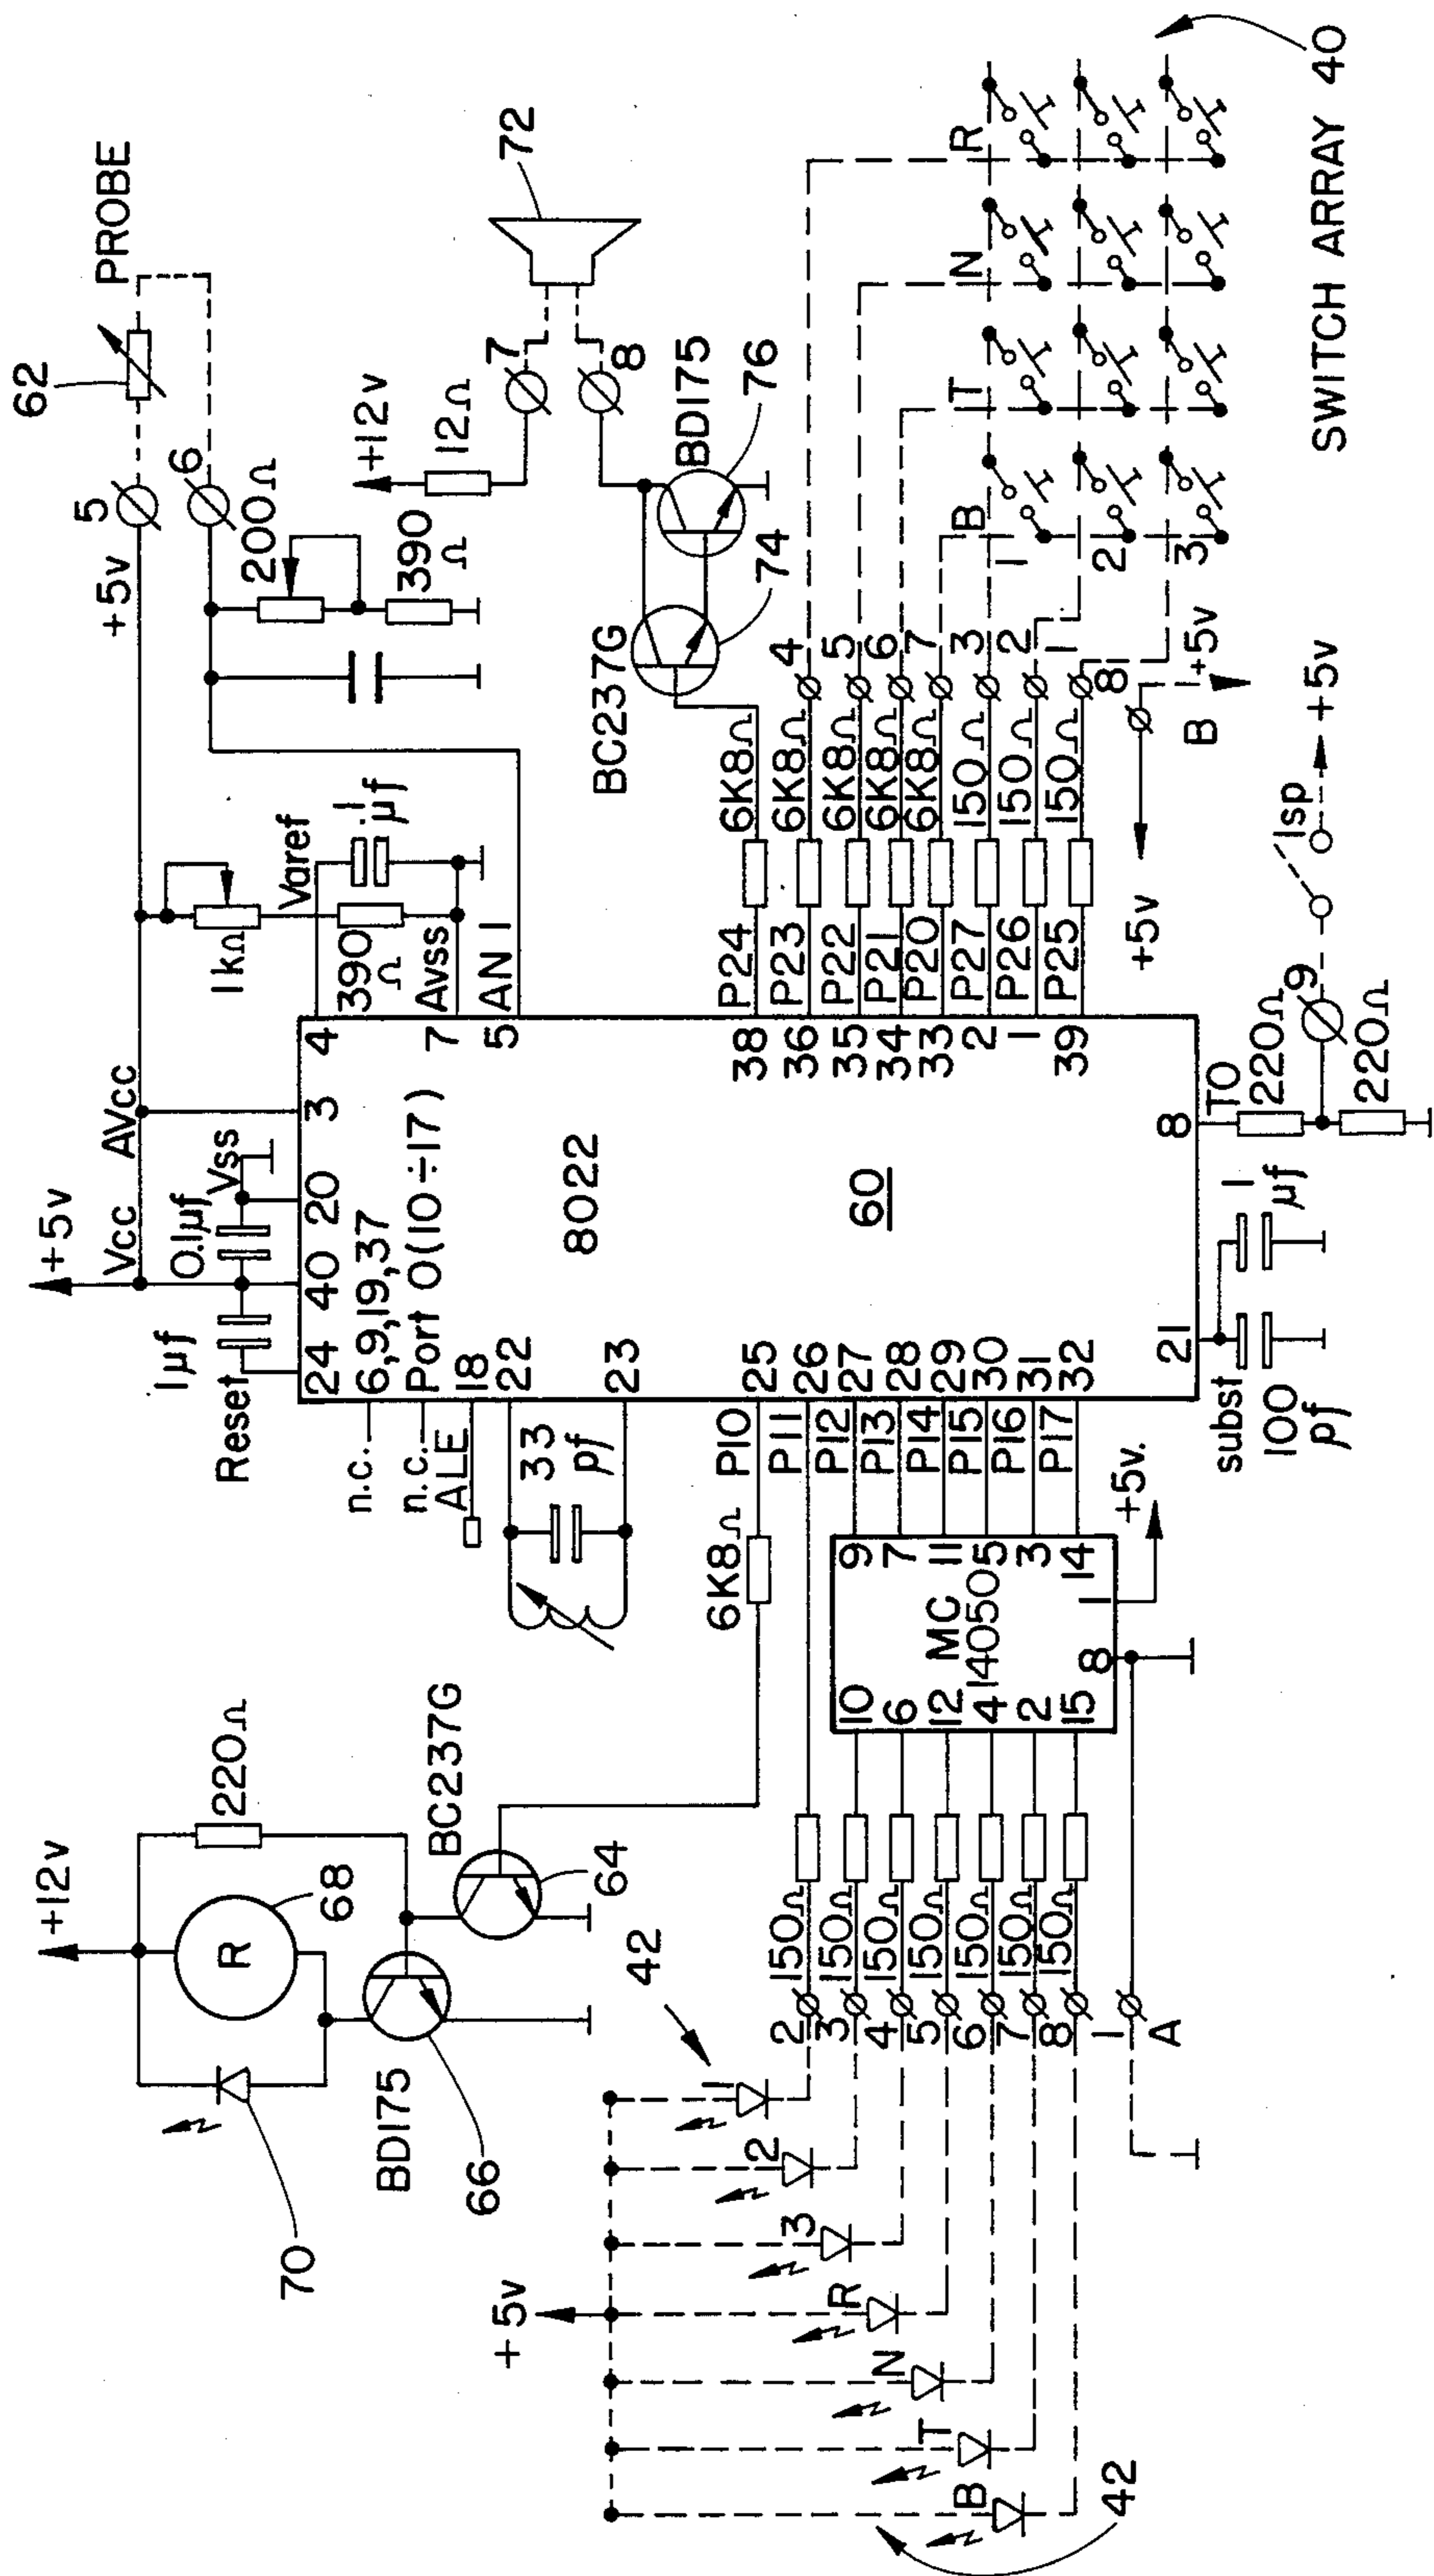 +12v
68
R
220Ω
70
BD175
66
BC237G
64
6K8Ω
42
+5v
1
2
3
R
N
T
B
42
2 150Ω
3 150Ω
4 150Ω
5 150Ω
6 150Ω
7 150Ω
8 150Ω
1
A
MC
14050
10
6
12
4
2
15
9
7
11
5
3
14
8
1
+5v.
+5v
Vcc
AVcc
1μf
0.1μf
Vss
Reset
24 40 20 3 4
n.c. 6,9,19,37
n.c. Port 0(10÷17)
ALE 18
22
33
pf
23
8022
60
P10 25
P11 26
P12 27
P13 28
P14 29
P15 30
P16 31
P17 32
21
subst
100
pf
1
μf
8
TO
220Ω
220Ω
9
1sp
+5v
1kΩ
Varef
.1
μf
390
Ω
7 Avss
5 AN 1
+5v
5
62
PROBE
6
200Ω
390
Ω
+12v
12Ω
7
8
72
BD175
76
BC237G
74
38 P24 6K8Ω
36 P23 6K8Ω 4
35 P22 6K8Ω 5
34 P21 6K8Ω 6
33 P20 6K8Ω 7
2 P27 150Ω 3
1 P26 150Ω 2
39 P25 150Ω 1
+5v
8
B
+5v
B
T
N
R
1
2
3
SWITCH ARRAY 40